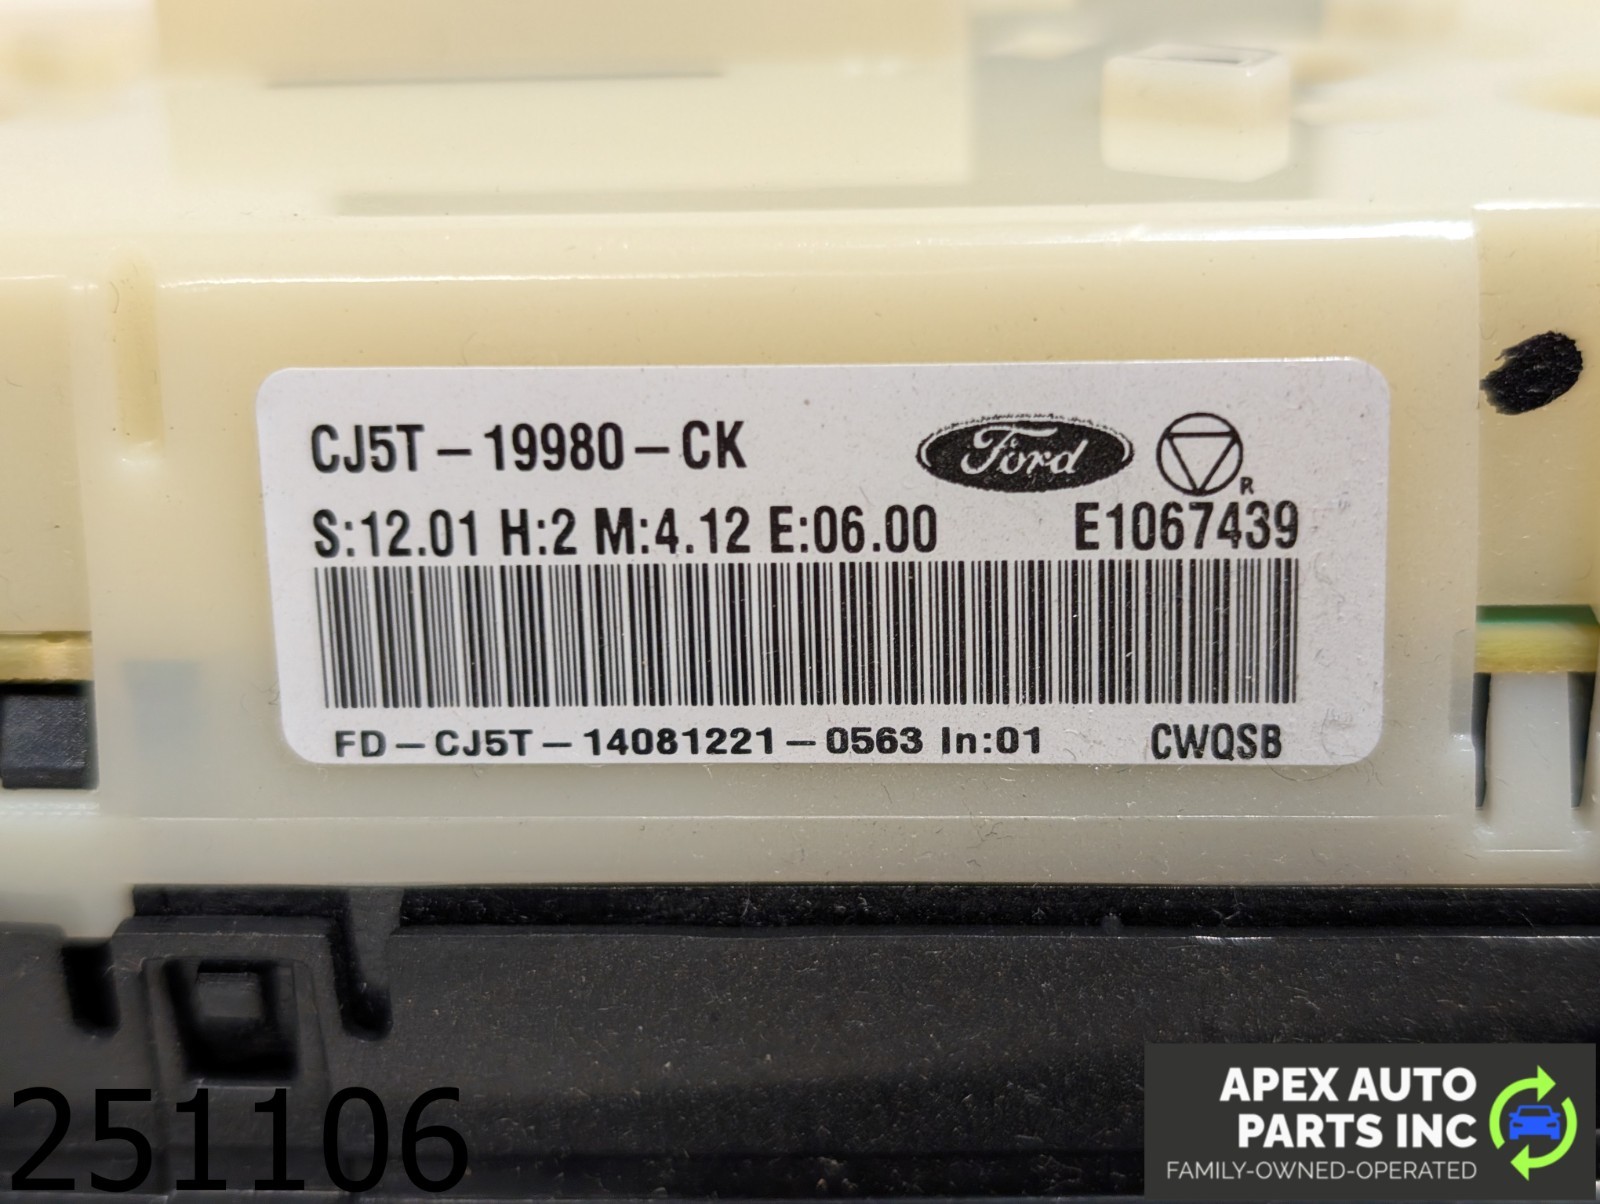 CJ5T-19980-CK
Ford
R
S:12.01 H:2 M:4.12 E:06.00 E1067439
FD-CJ5T-14081221-0563 In:01 CWQSB
251106
APEX AUTO
PARTS INC
FAMILY-OWNED-OPERATED